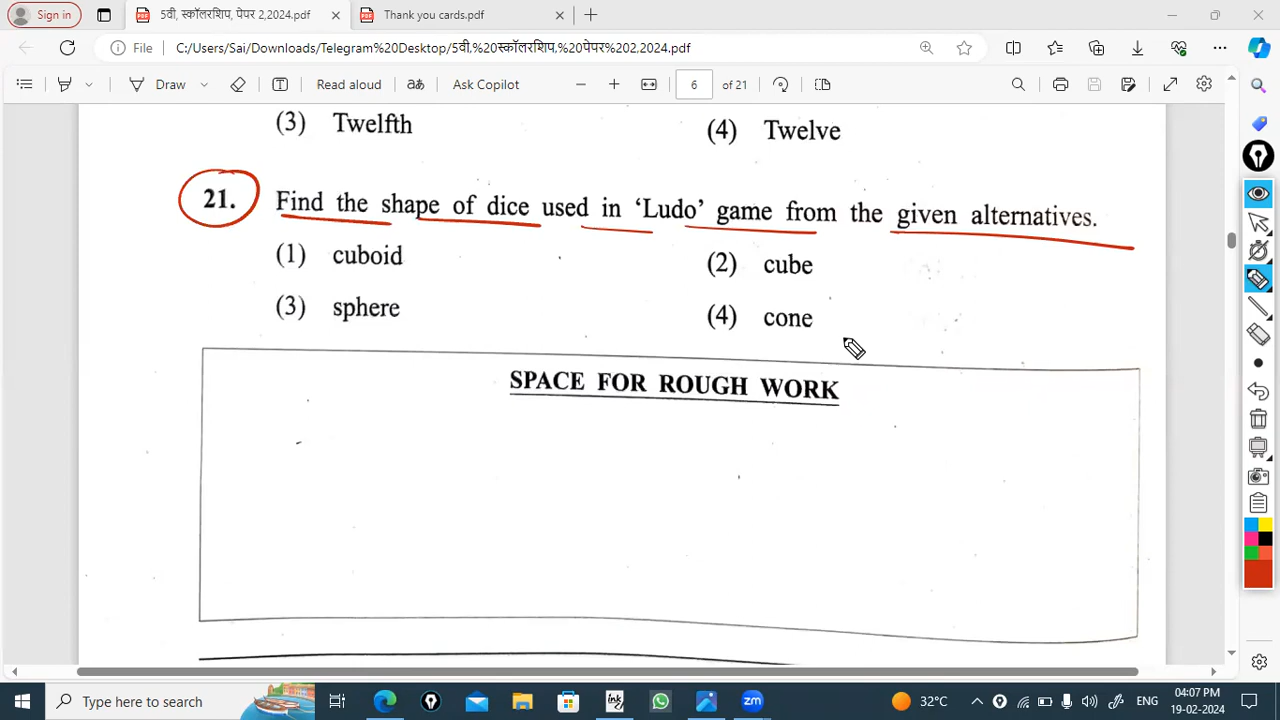 Sign in
5वी, स्कॉलरशिप, पेपर 2,2024.pdf
Thank you cards.pdf
File
C:/Users/Sai/Downloads/Telegram%20Desktop/5वी,%20स्कॉलरशिप,%20पेपर%202,2024.pdf
Draw
Read aloud
aあ
Ask Copilot
6
of 21
(3) Twelfth
(4) Twelve
21. Find the shape of dice used in ‘Ludo’ game from the given alternatives.
(1) cuboid
(2) cube
(3) sphere
(4) cone
SPACE FOR ROUGH WORK
Type here to search
ink
zm
32°C
ENG
04:07 PM
19-02-2024